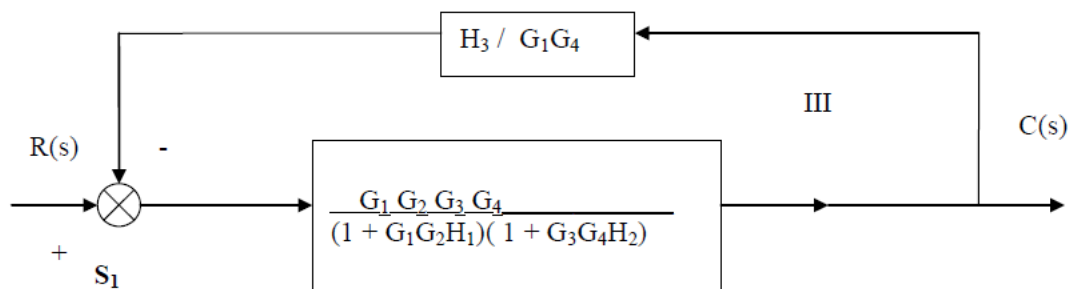 H₃ / G₁G₄
III
C(s)
R(s)
-
G₁ G₂ G₃ G₄
(1 + G₁G₂H₁)( 1 + G₃G₄H₂)
+
S₁